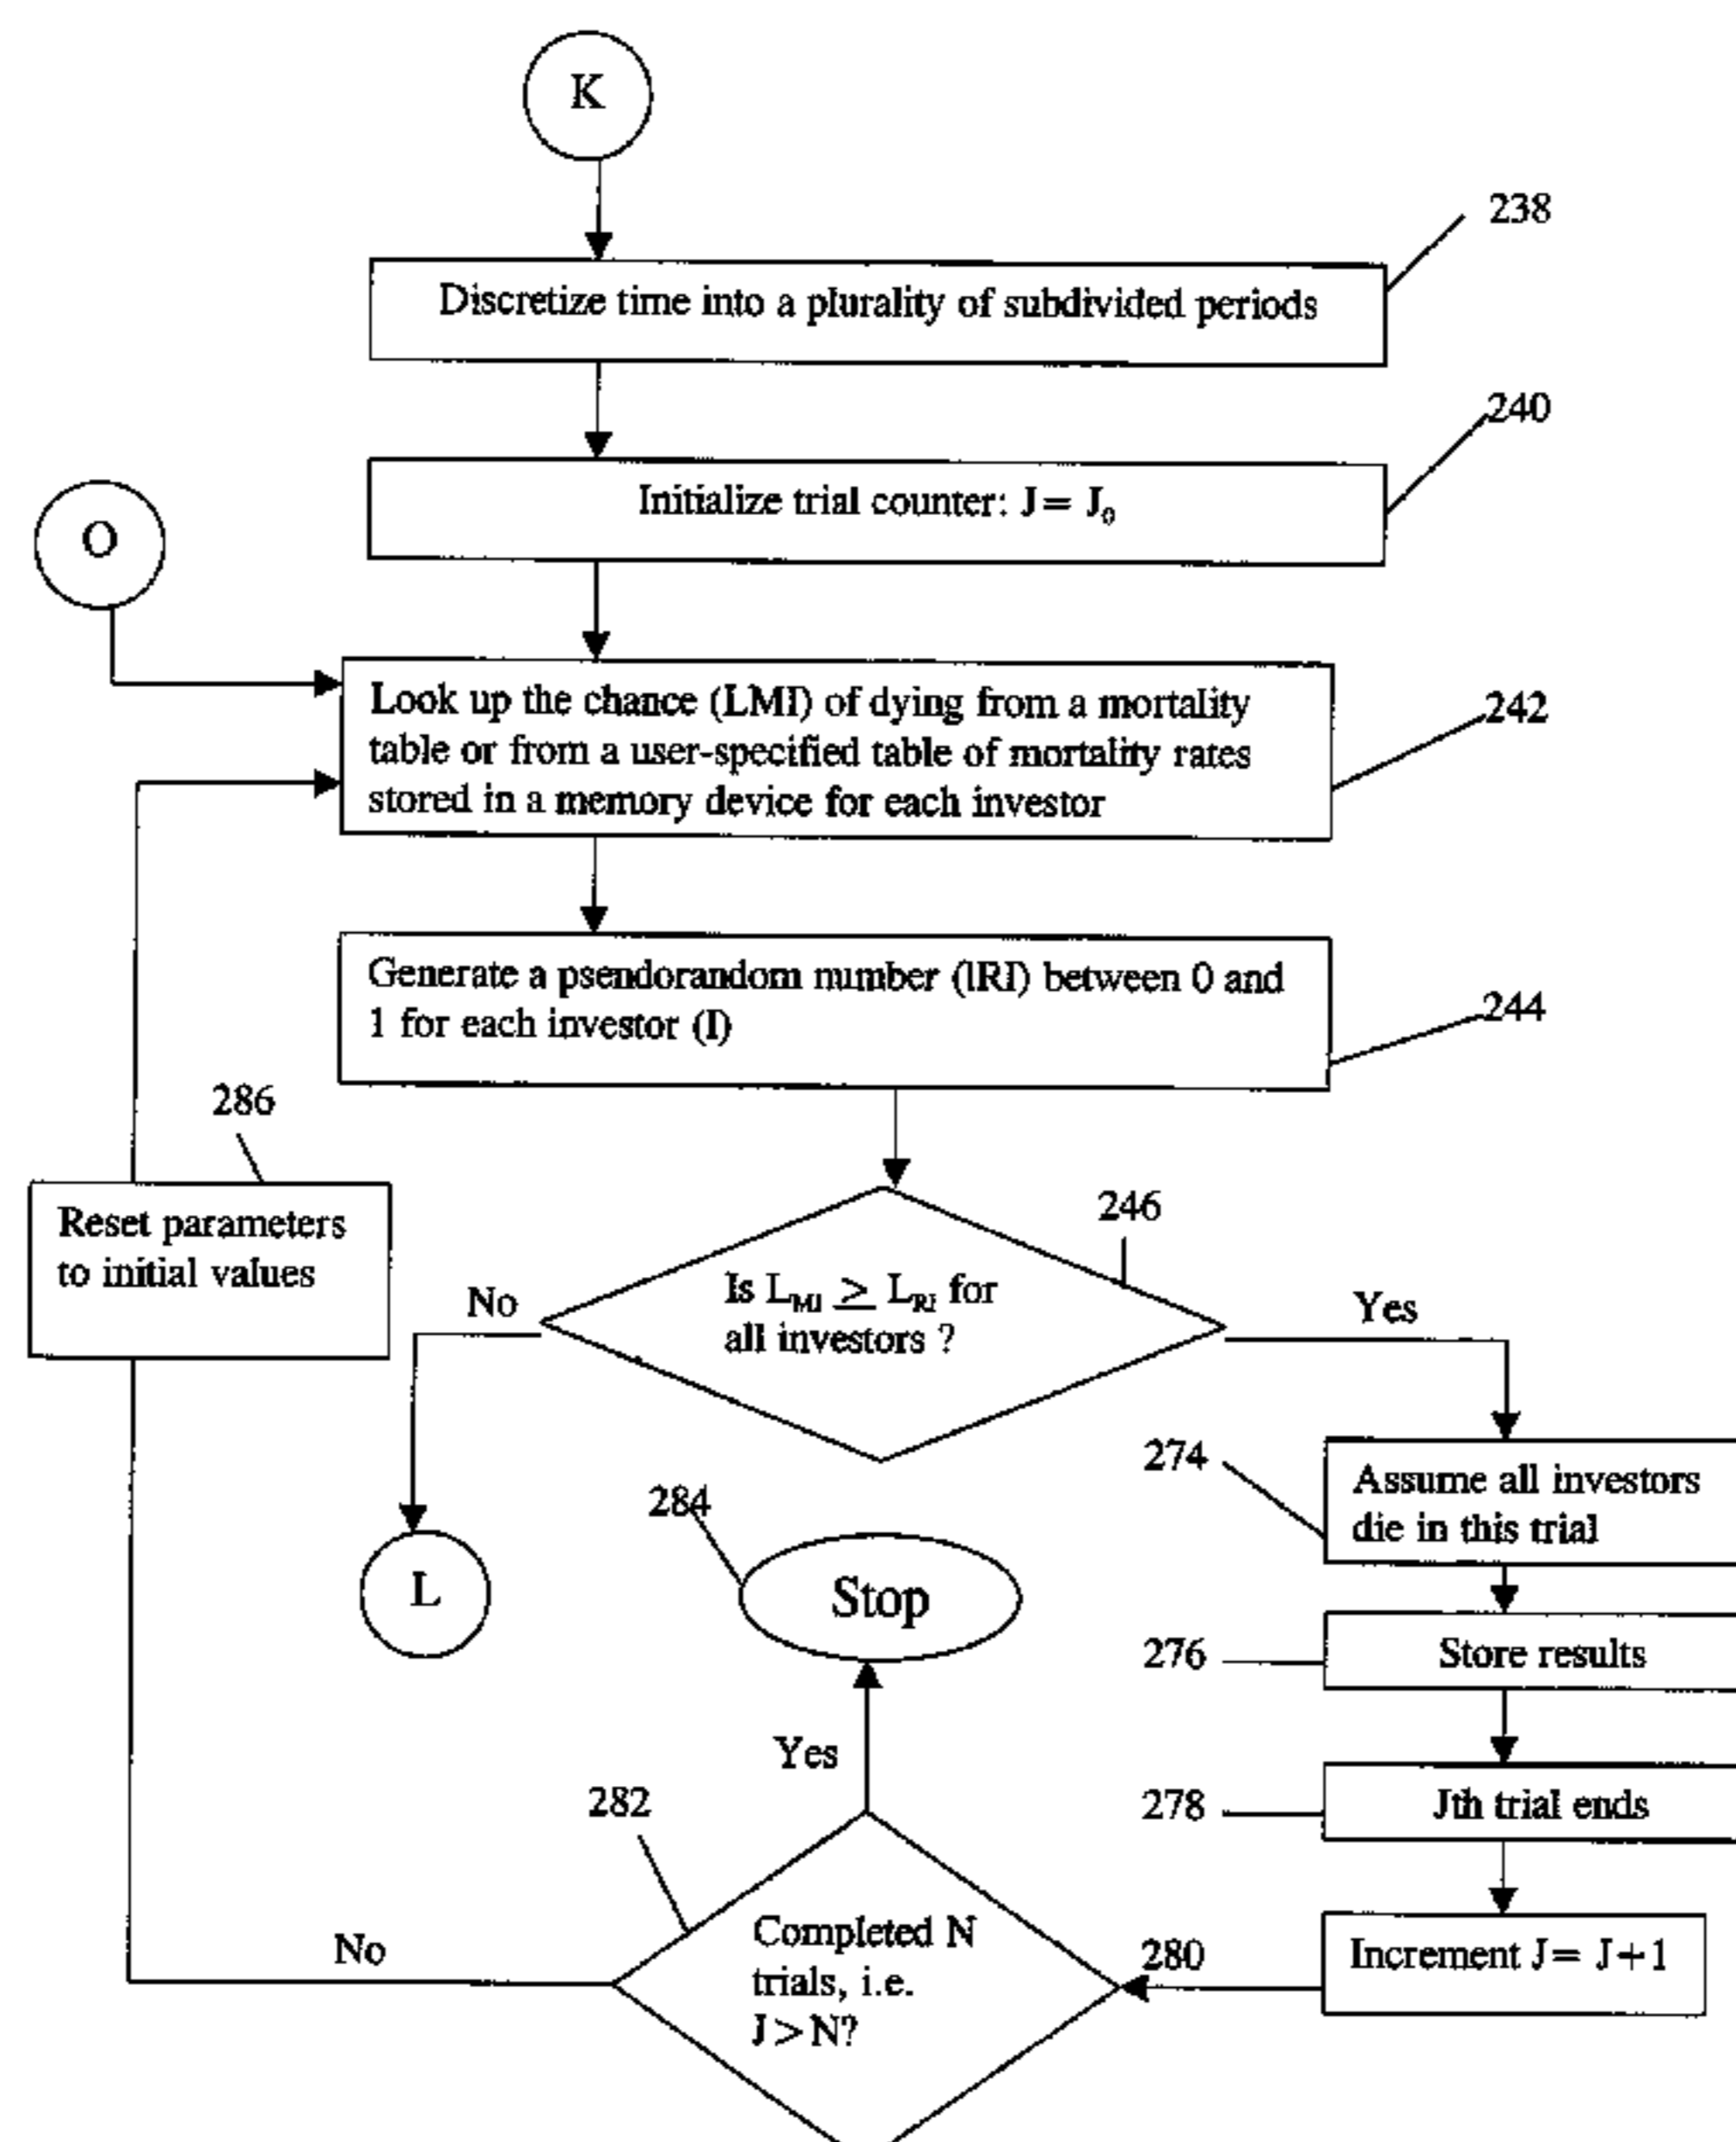 K
238
Discretize time into a plurality of subdivided periods
240
Initialize trial counter: J = J₀
O
Look up the chance (LMI) of dying from a mortality
table or from a user-specified table of mortality rates
stored in a memory device for each investor
242
Generate a psendorandom number (lRI) between 0 and
1 for each investor (I)
244
286
Reset parameters
to initial values
246
Is L_MI ≥ L_RI for
all investors ?
No
Yes
L
284
Stop
274
Assume all investors
die in this trial
276
Store results
Yes
278
Jth trial ends
282
Completed N
trials, i.e.
J > N?
No
280
Increment J = J+1